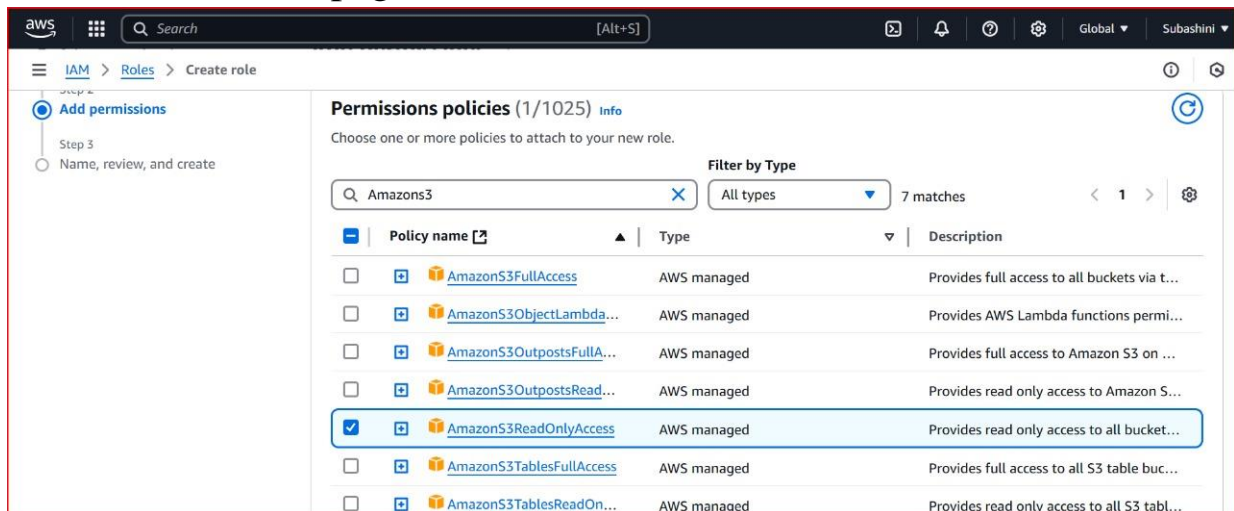 aws Search [Alt+S] Global Subashini
IAM > Roles > Create role
Step 2
Add permissions
Step 3
Name, review, and create
Permissions policies (1/1025) Info
Choose one or more policies to attach to your new role.
Filter by Type
Amazons3 All types 7 matches 1
Policy name Type Description
AmazonS3FullAccess AWS managed Provides full access to all buckets via t...
AmazonS3ObjectLambda... AWS managed Provides AWS Lambda functions permi...
AmazonS3OutpostsFullA... AWS managed Provides full access to Amazon S3 on ...
AmazonS3OutpostsRead... AWS managed Provides read only access to Amazon S...
AmazonS3ReadOnlyAccess AWS managed Provides read only access to all bucket...
AmazonS3TablesFullAccess AWS managed Provides full access to all S3 table buc...
AmazonS3TablesReadOn... AWS managed Provides read only access to all S3 tabl...